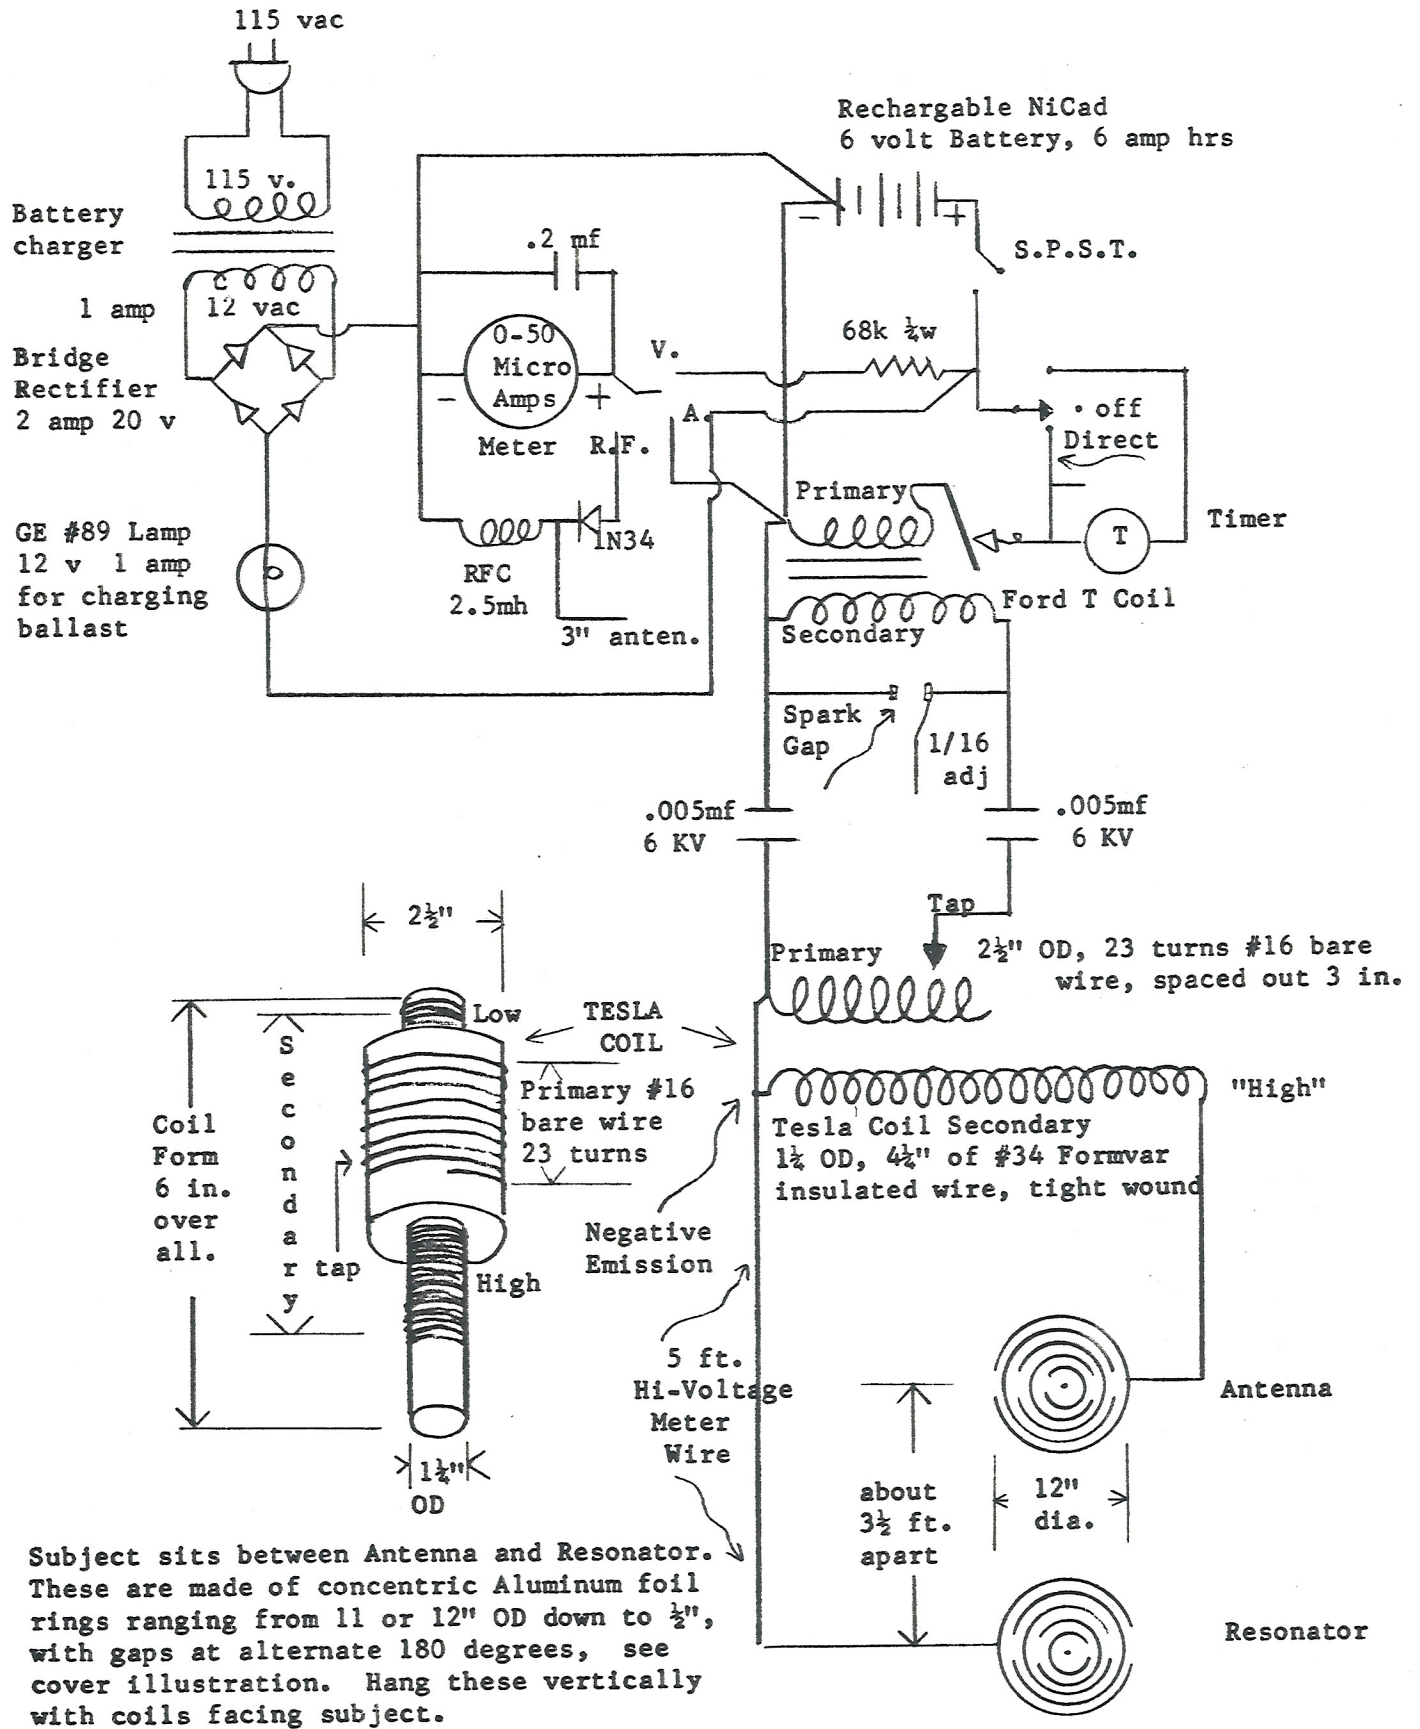 115 vac
Rechargable NiCad
6 volt Battery, 6 amp hrs
115 v.
Battery
charger
- +
S.P.S.T.
.2 mf
1 amp
12 vac
Bridge
Rectifier
2 amp 20 v
0-50
Micro
Amps
- +
Meter
V.
A.
R.F.
68k ¼w
off
Direct
Primary
T
Timer
GE #89 Lamp
12 v 1 amp
for charging
ballast
1N34
RFC
2.5mh
3" anten.
Ford T Coil
Secondary
Spark
Gap
1/16
adj
.005mf
6 KV
.005mf
6 KV
Tap
Primary
2½" OD, 23 turns #16 bare
wire, spaced out 3 in.
2½"
Low
TESLA
COIL
Secondary
Primary #16
bare wire
23 turns
Coil
Form
6 in.
over
all.
tap
High
"High"
Tesla Coil Secondary
1¼ OD, 4¼" of #34 Formvar
insulated wire, tight wound
Negative
Emission
5 ft.
Hi-Voltage
Meter
Wire
Antenna
1¼"
OD
about
3½ ft.
apart
12"
dia.
Resonator
Subject sits between Antenna and Resonator.
These are made of concentric Aluminum foil
rings ranging from 11 or 12" OD down to ½",
with gaps at alternate 180 degrees, see
cover illustration. Hang these vertically
with coils facing subject.